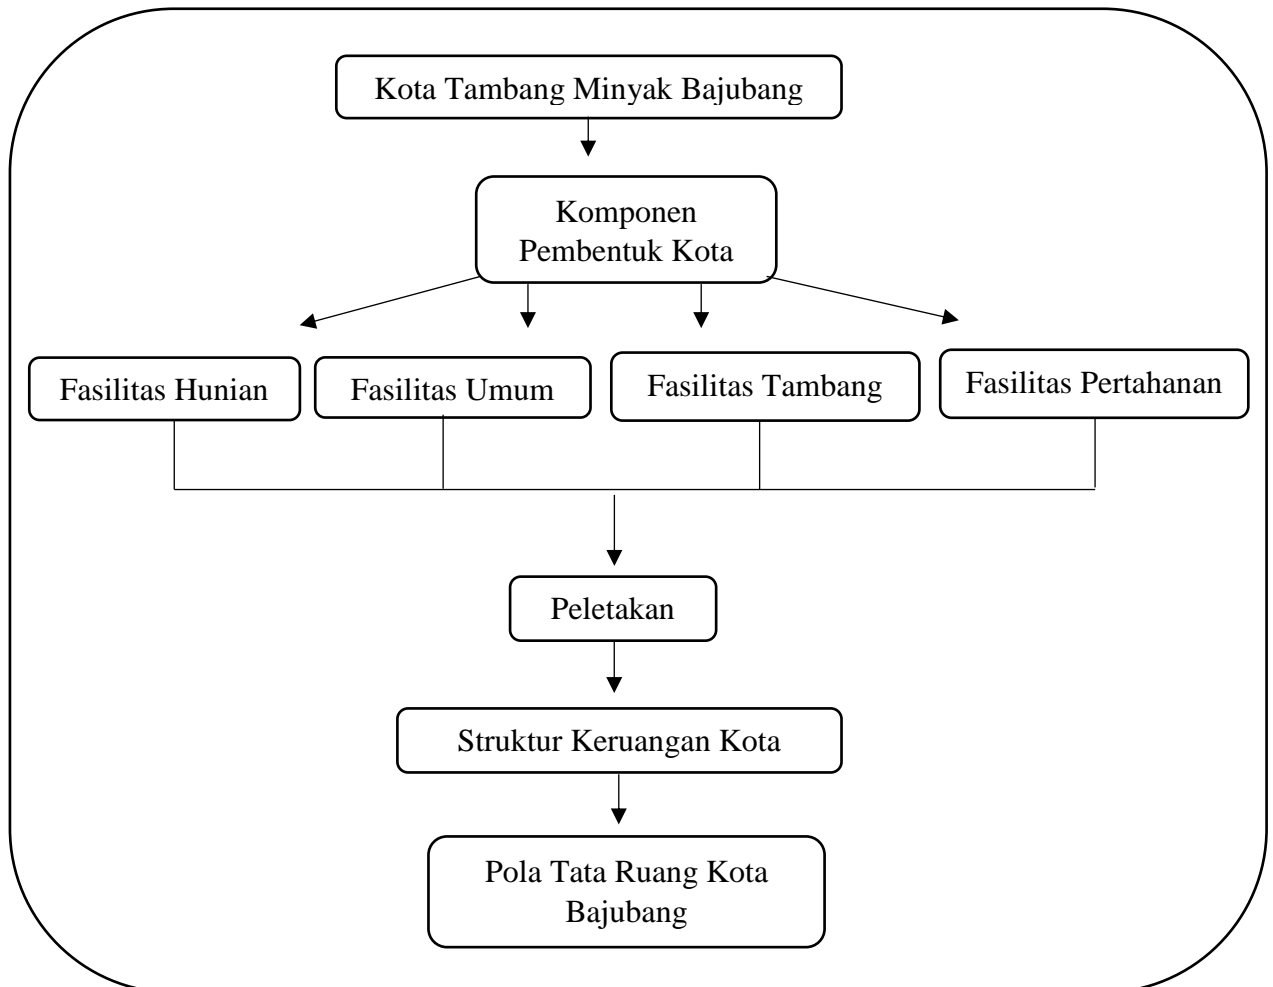 Kota Tambang Minyak Bajubang
Komponen
Pembentuk Kota
Fasilitas Hunian
Fasilitas Umum
Fasilitas Tambang
Fasilitas Pertahanan
Peletakan
Struktur Keruangan Kota
Pola Tata Ruang Kota
Bajubang